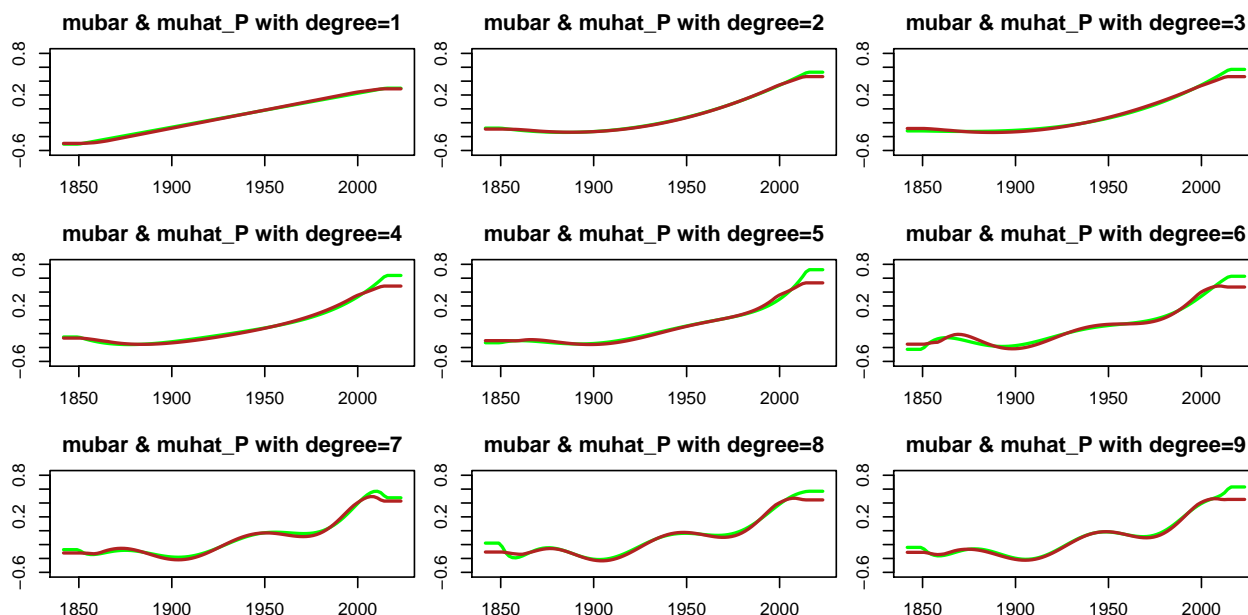 mubar & muhat_P with degree=1
mubar & muhat_P with degree=2
mubar & muhat_P with degree=3
−0.6 0.2 0.8
−0.6 0.2 0.8
−0.6 0.2 0.8
1850 1900 1950 2000
1850 1900 1950 2000
1850 1900 1950 2000
mubar & muhat_P with degree=4
mubar & muhat_P with degree=5
mubar & muhat_P with degree=6
−0.6 0.2 0.8
−0.6 0.2 0.8
−0.6 0.2 0.8
1850 1900 1950 2000
1850 1900 1950 2000
1850 1900 1950 2000
mubar & muhat_P with degree=7
mubar & muhat_P with degree=8
mubar & muhat_P with degree=9
−0.6 0.2 0.8
−0.6 0.2 0.8
−0.6 0.2 0.8
1850 1900 1950 2000
1850 1900 1950 2000
1850 1900 1950 2000